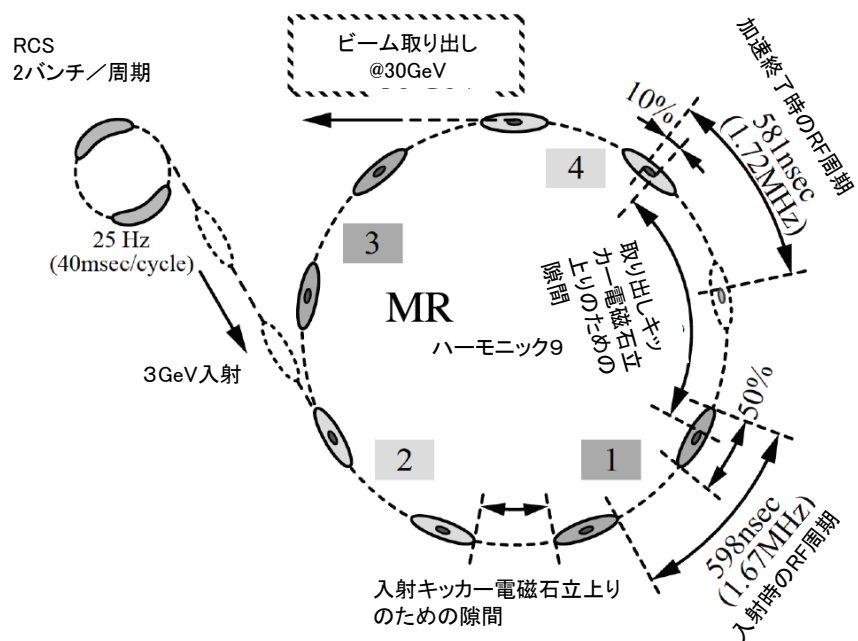 RCS
2バンチ／周期
ビーム取り出し
@30GeV
加速終了時のRF周期
581nsec
(1.72MHz)
10%
4
3
25 Hz
(40msec/cycle)
取り出しキッ
カー電磁石立
上りのための
隙間
MR
ハーモニック9
3GeV入射
50%
2
1
598nsec
(1.67MHz)
入射時のRF周期
入射キッカー電磁石立上り
のための隙間